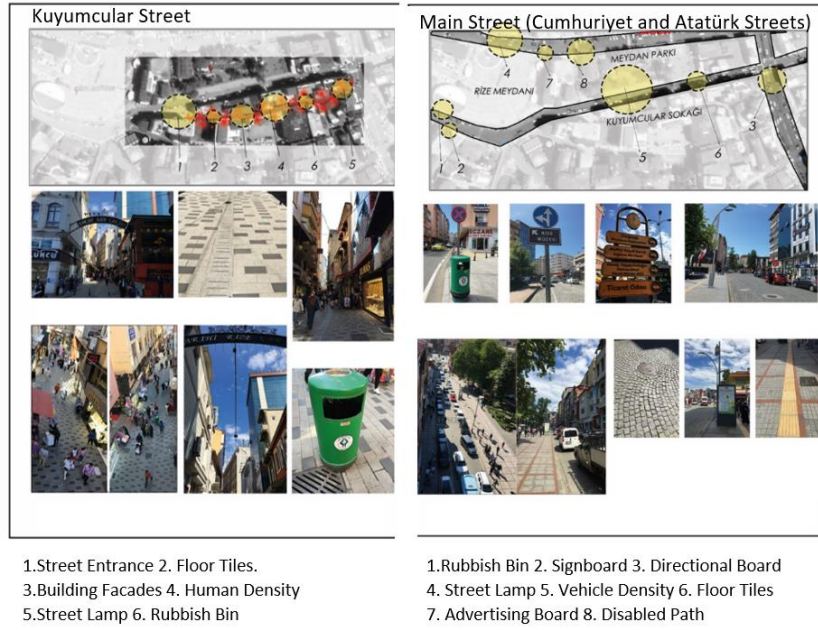 Kuyumcular Street
1 2 3 4 6 5
1.Street Entrance 2. Floor Tiles.
3.Building Facades 4. Human Density
5.Street Lamp 6. Rubbish Bin
Main Street (Cumhuriyet and Atatürk Streets)
4 7 8 MEYDAN PARKI
RİZE MEYDANI
KUYUMCULAR SOKAĞI 3
1 2 5 6
ECZANE
Ticaret Odası
1.Rubbish Bin 2. Signboard 3. Directional Board
4. Street Lamp 5. Vehicle Density 6. Floor Tiles
7. Advertising Board 8. Disabled Path